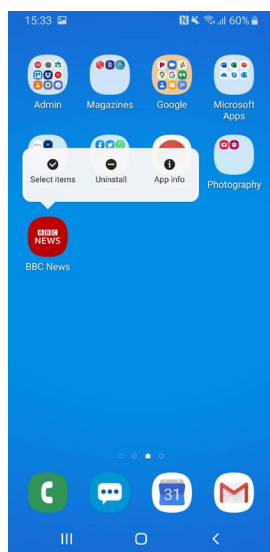 15:33 60%
Admin Magazines Google Microsoft
Apps
Select items Uninstall App info
Photography
BBC
NEWS
BBC News
31